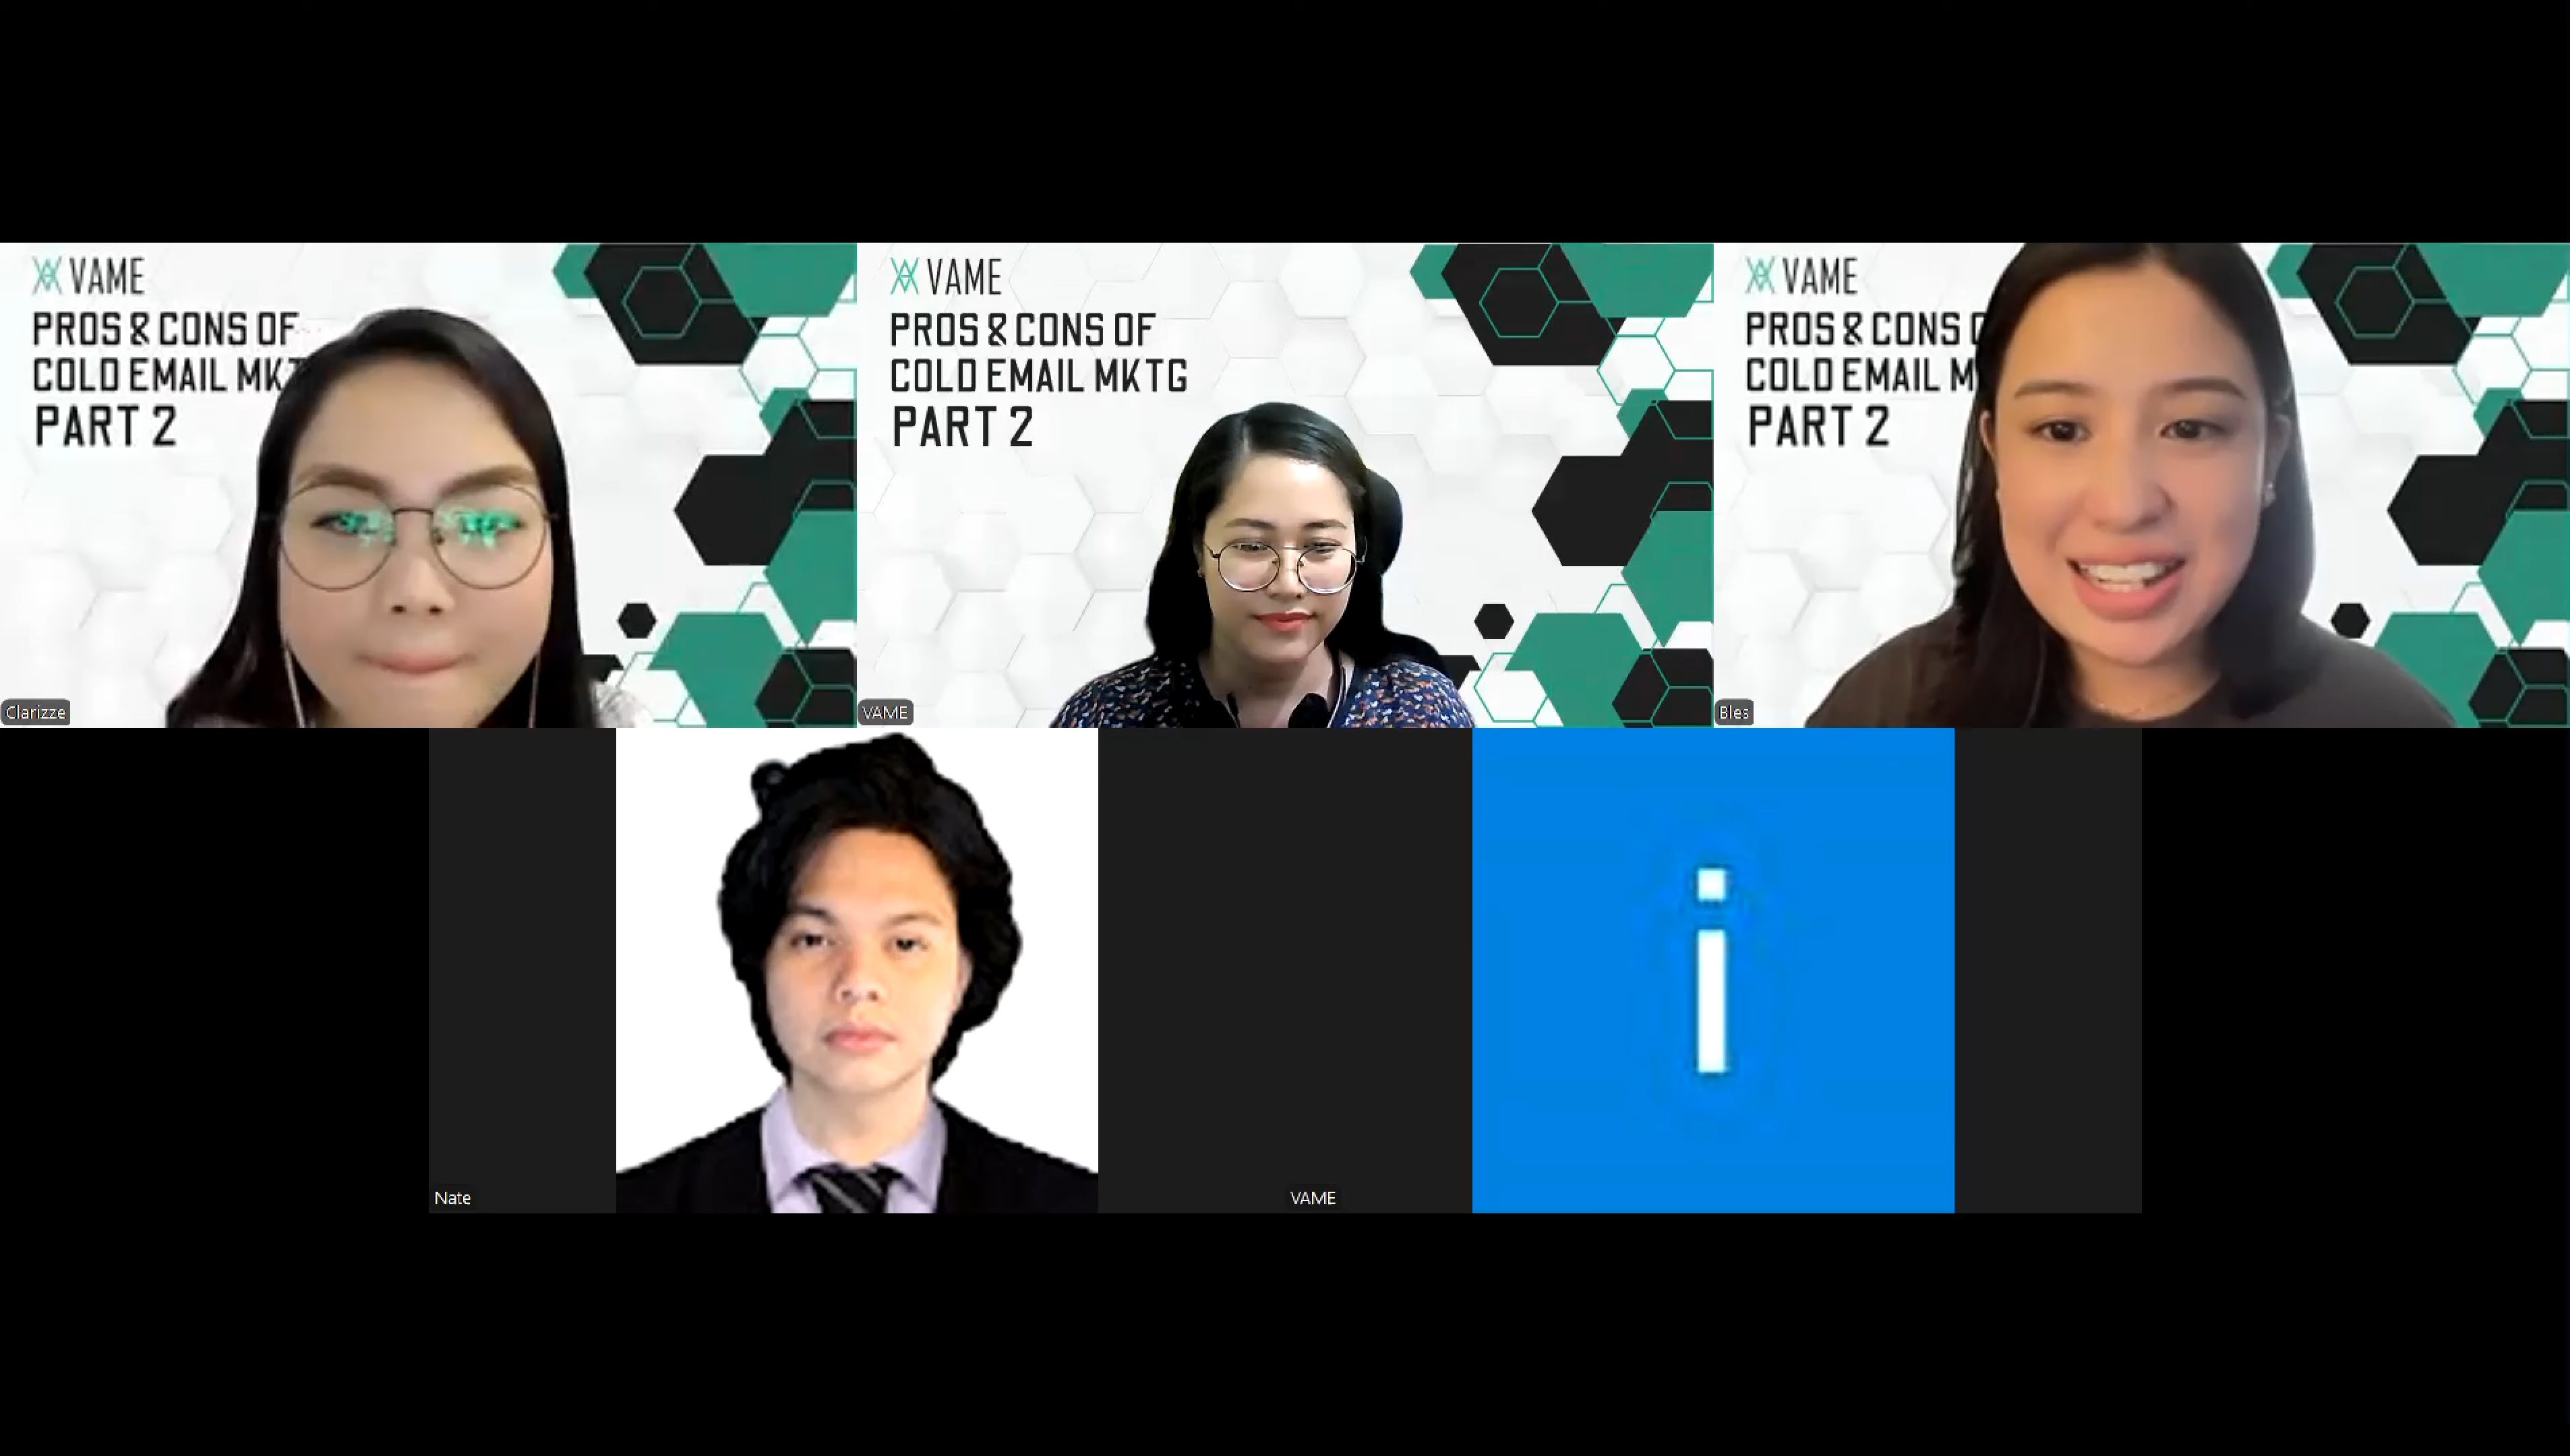 VAME
PROS & CONS OF
COLD EMAIL MKT
PART 2
Clarizze
VAME
PROS & CONS OF
COLD EMAIL MKTG
PART 2
VAME
VAME
PROS & CONS O
COLD EMAIL M
PART 2
Bles
Nate
VAME
i